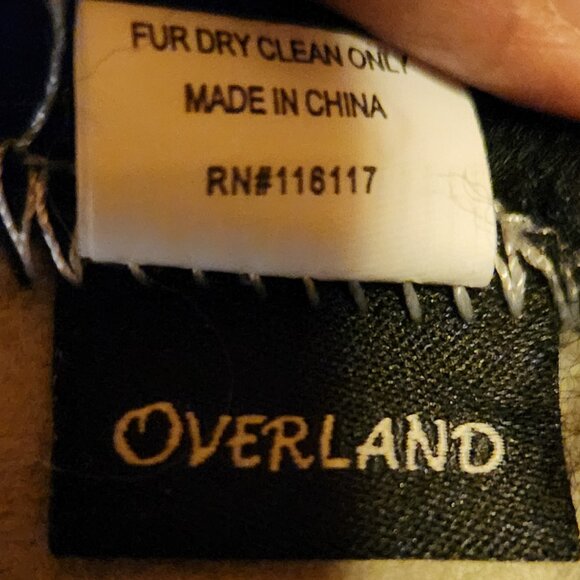 FUR DRY CLEAN ONLY
MADE IN CHINA
RN#116117
OVERLAND